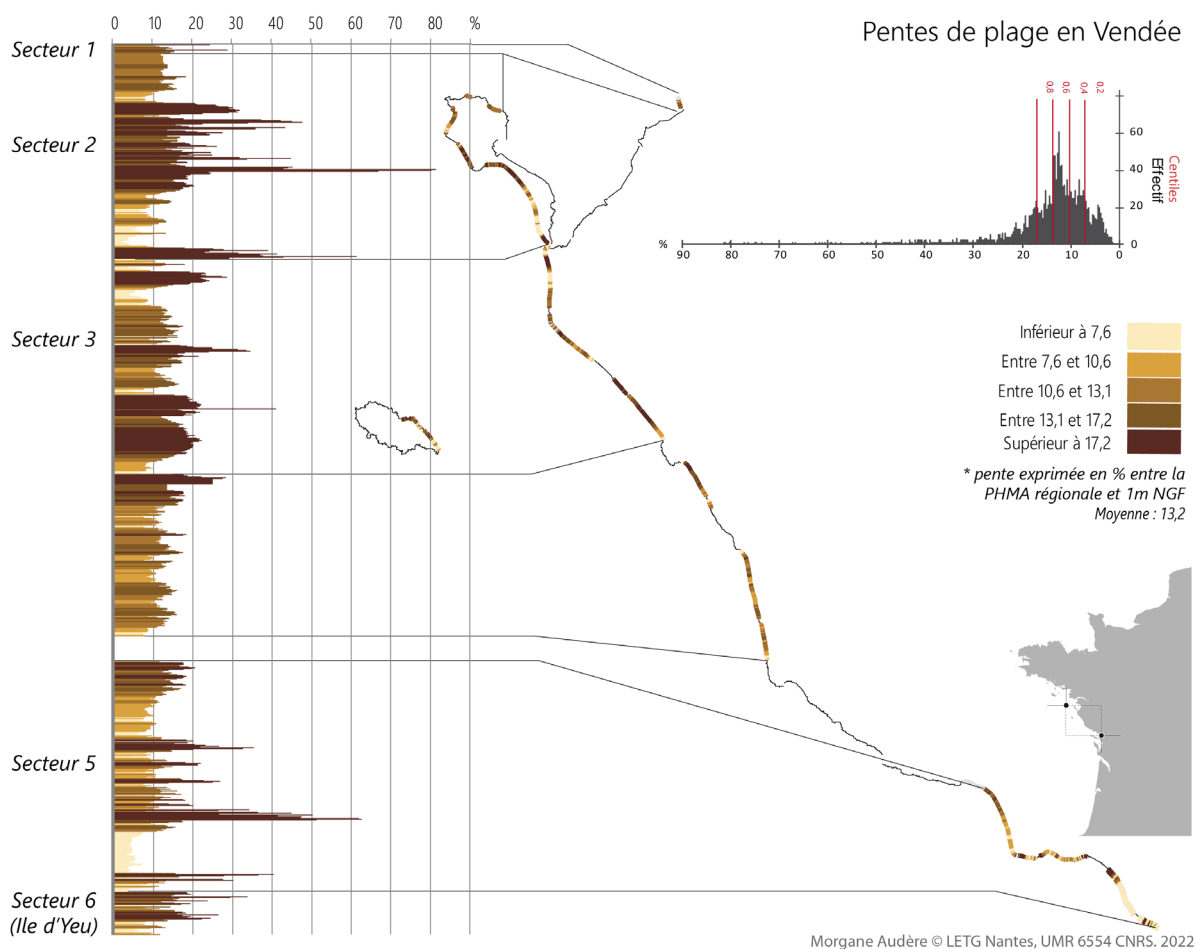 Pentes de plage en Vendée
0 10 20 30 40 50 60 70 80 %
Secteur 1
Secteur 2
Secteur 3
Secteur 5
Secteur 6
(Ile d'Yeu)
0,8 0,6 0,4 0,2
Centiles
Effectif
60
40
20
0
% 90 80 70 60 50 40 30 20 10 0
Inférieur à 7,6
Entre 7,6 et 10,6
Entre 10,6 et 13,1
Entre 13,1 et 17,2
Supérieur à 17,2
* pente exprimée en % entre la
PHMA régionale et 1m NGF
Moyenne : 13,2
Morgane Audère © LETG Nantes, UMR 6554 CNRS, 2022